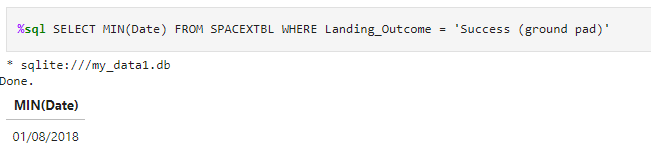 %sql SELECT MIN(Date) FROM SPACEXTBL WHERE Landing_Outcome = 'Success (ground pad)'
* sqlite:///my_data1.db
Done.
MIN(Date)
01/08/2018